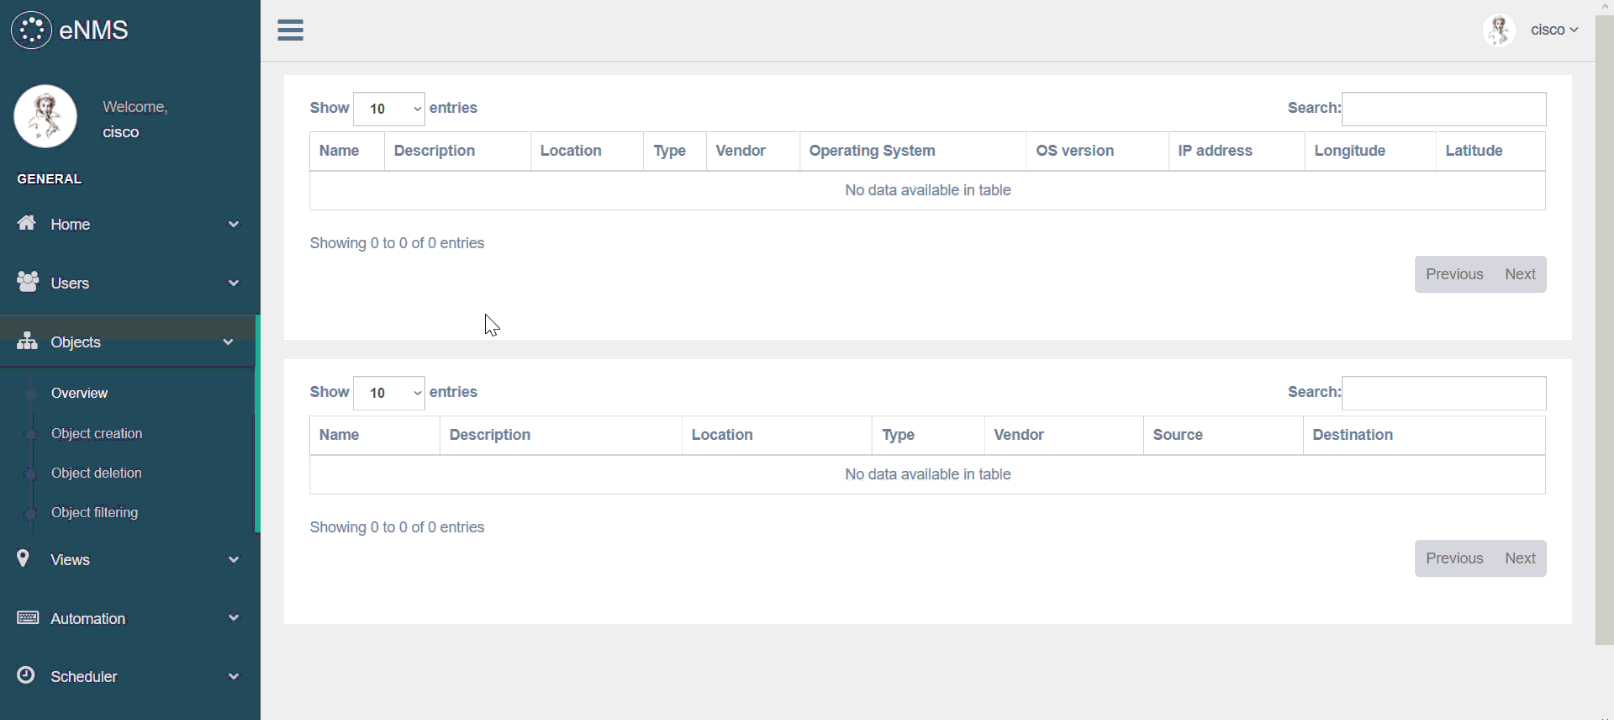 eNMS
cisco
Welcome,
cisco
GENERAL
Home
Users
Objects
Overview
Object creation
Object deletion
Object filtering
Views
Automation
Scheduler
Show 10 entries Search:
Name Description Location Type Vendor Operating System OS version IP address Longitude Latitude
No data available in table
Showing 0 to 0 of 0 entries
Previous Next
Show 10 entries Search:
Name Description Location Type Vendor Source Destination
No data available in table
Showing 0 to 0 of 0 entries
Previous Next